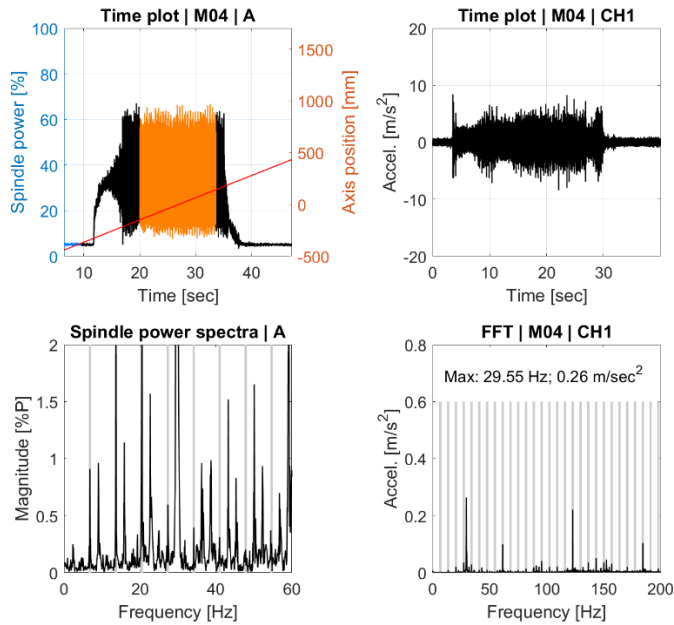 Time plot | M04 | A
100
80
60
40
20
0
Spindle power [%]
1500
1000
500
0
-500
Axis position [mm]
10 20 30 40
Time [sec]
Time plot | M04 | CH1
20
10
0
-10
-20
Accel. [m/s²]
0 10 20 30
Time [sec]
Spindle power spectra | A
2
1.5
1
0.5
0
Magnitude [%P]
0 20 40 60
Frequency [Hz]
FFT | M04 | CH1
Max: 29.55 Hz; 0.26 m/sec²
0.8
0.6
0.4
0.2
0
Accel. [m/s²]
0 50 100 150 200
Frequency [Hz]